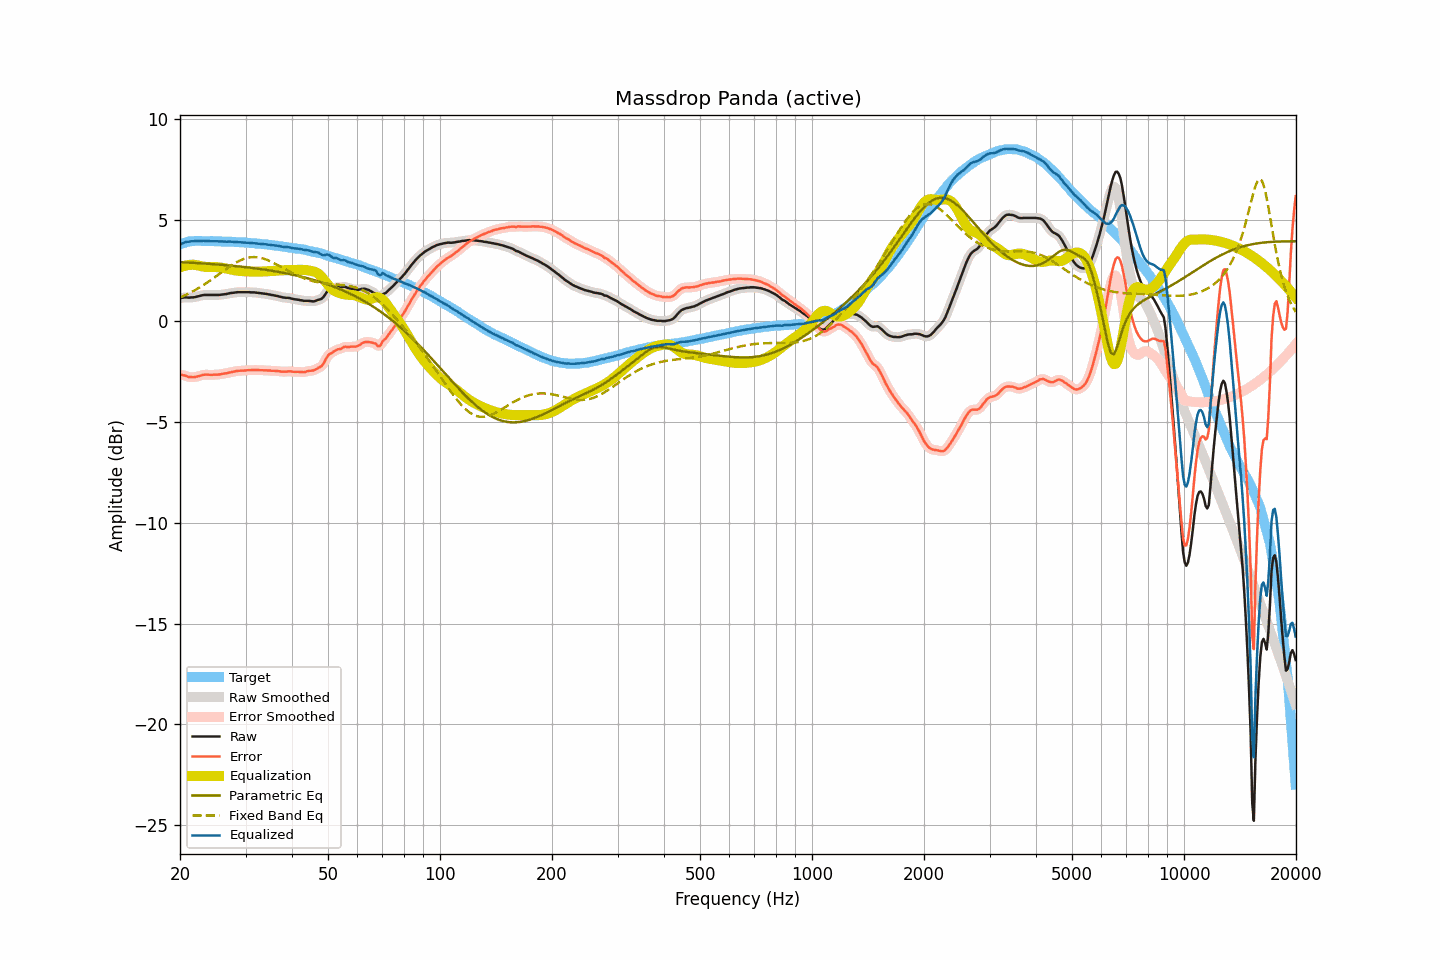 Massdrop Panda (active)
10
5
0
−5
−10
−15
−20
−25
Amplitude (dBr)
Target
Raw Smoothed
Error Smoothed
Raw
Error
Equalization
Parametric Eq
Fixed Band Eq
Equalized
20 50 100 200 500 1000 2000 5000 10000 20000
Frequency (Hz)